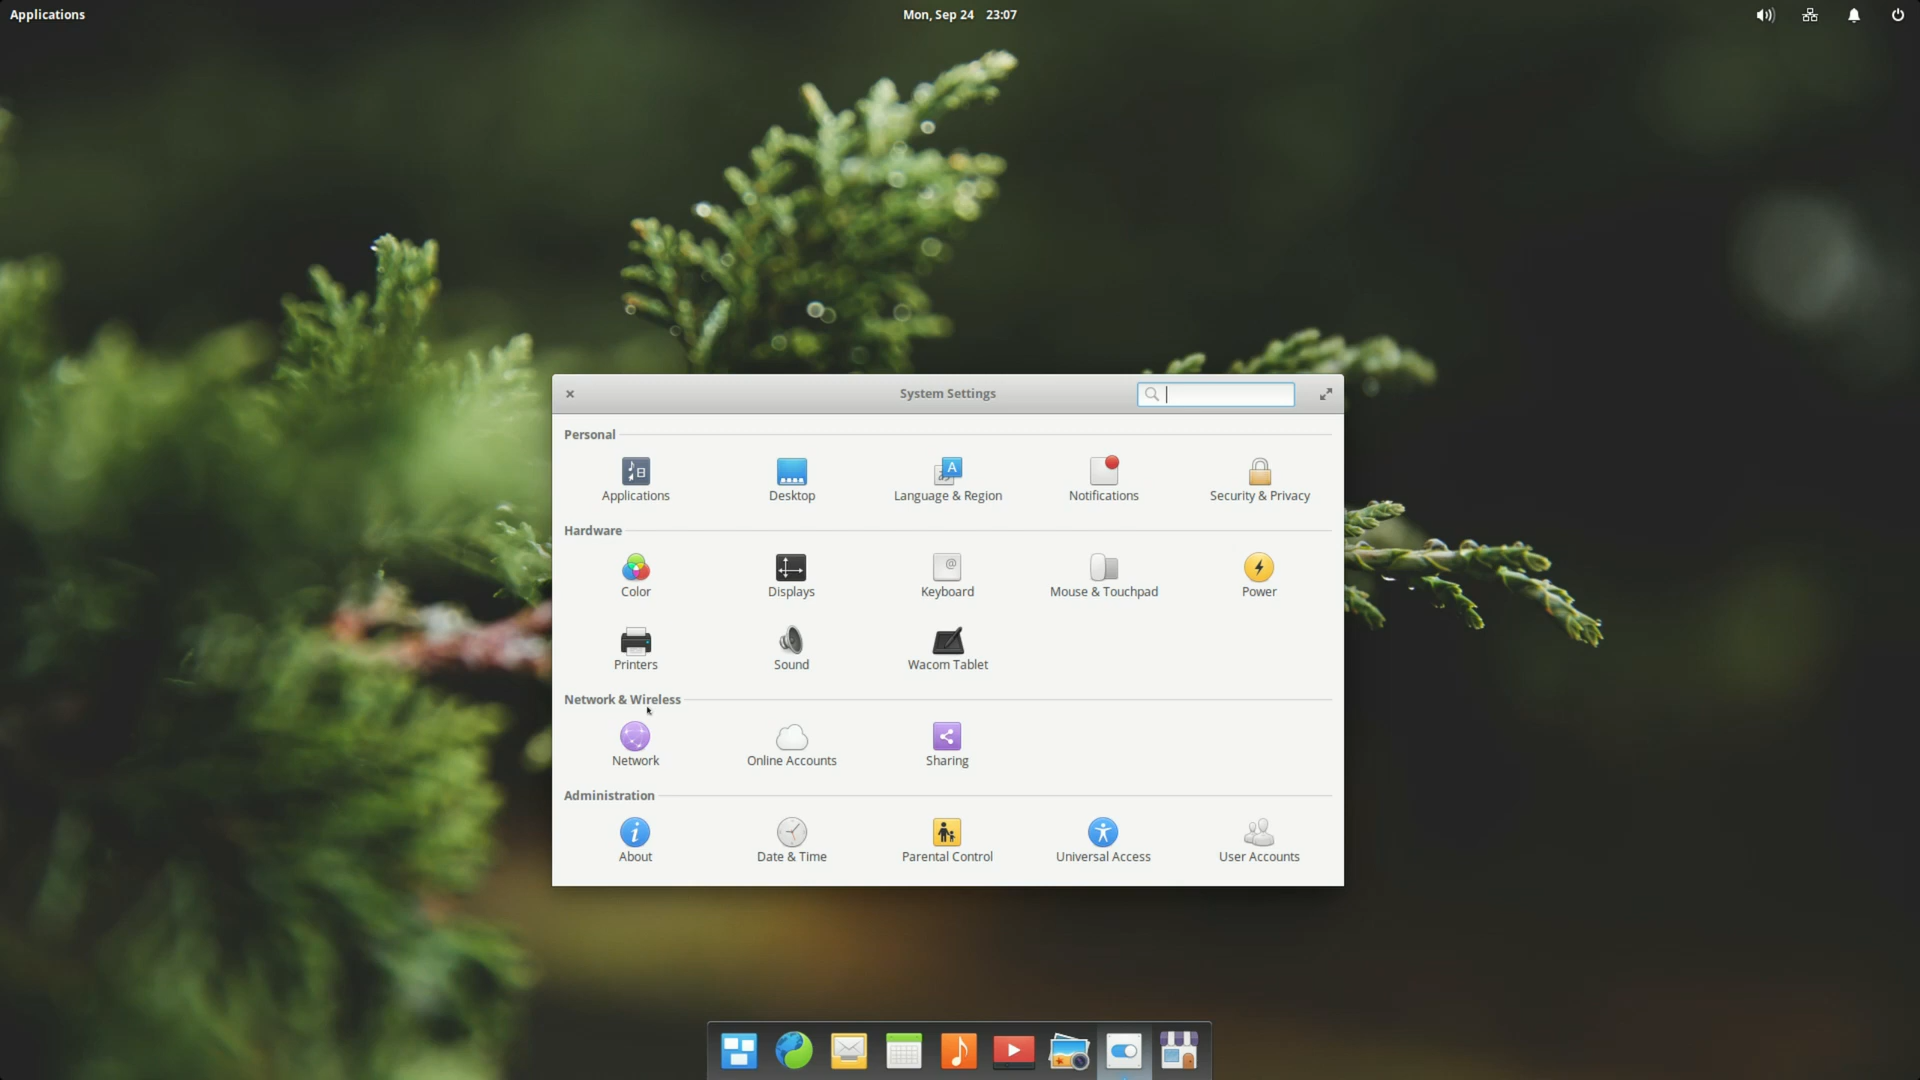 Applications
Mon, Sep 24 23:07
System Settings
Personal
Applications
Desktop
Language & Region
Notifications
Security & Privacy
Hardware
Color
Displays
Keyboard
Mouse & Touchpad
Power
Printers
Sound
Wacom Tablet
Network & Wireless
Network
Online Accounts
Sharing
Administration
About
Date & Time
Parental Control
Universal Access
User Accounts